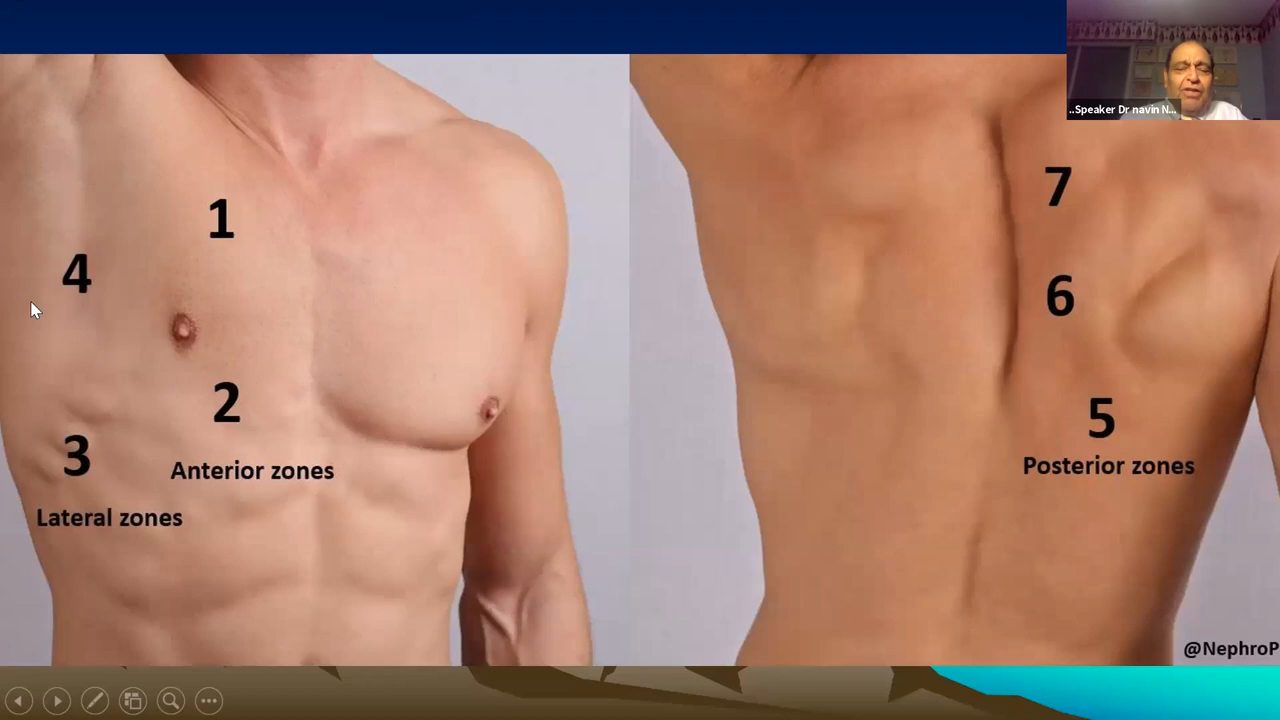 ..Speaker Dr navin N...
1
4
2
3
Anterior zones
Lateral zones
7
6
5
Posterior zones
@NephroP